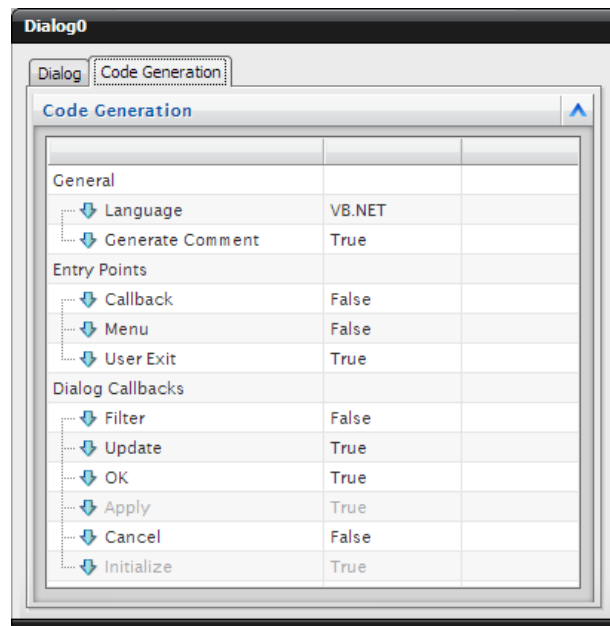 Dialog0
Dialog Code Generation
Code Generation
General
Language VB.NET
Generate Comment True
Entry Points
Callback False
Menu False
User Exit True
Dialog Callbacks
Filter False
Update True
OK True
Apply True
Cancel False
Initialize True